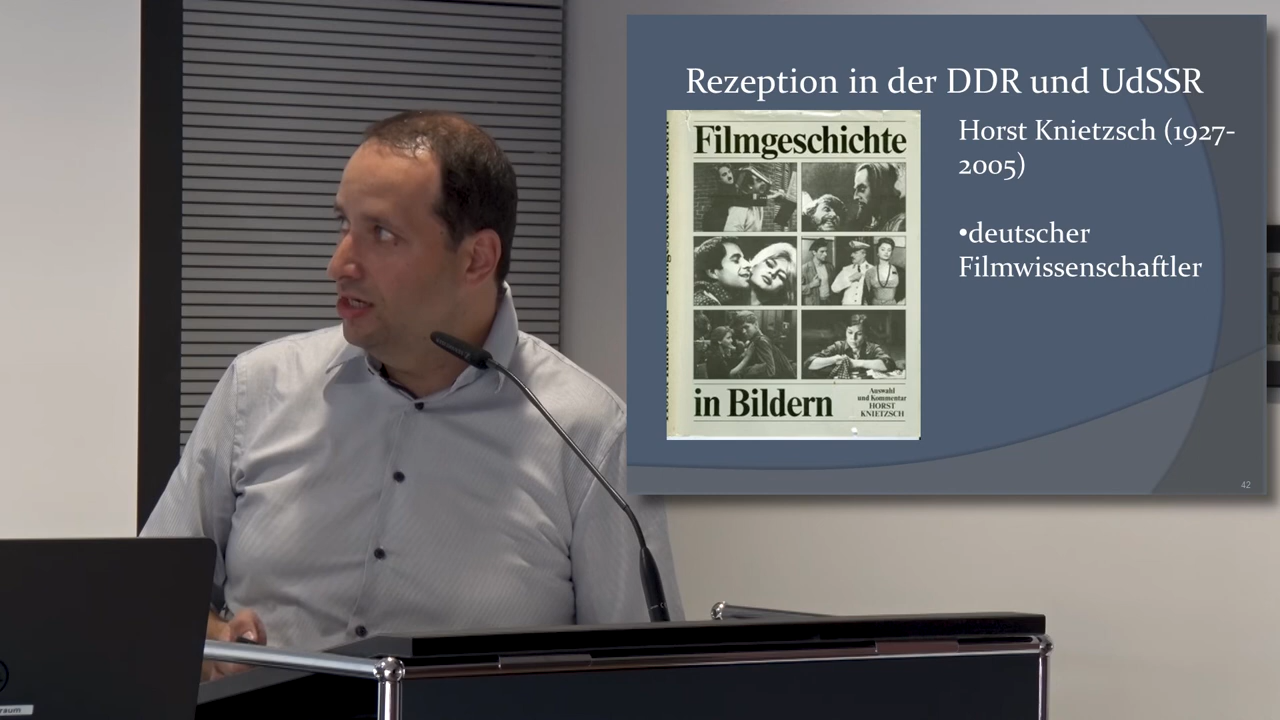 Rezeption in der DDR und UdSSR
Filmgeschichte
in Bildern
Auswahl
und Kommentar
HORST
KNIETZSCH
Horst Knietzsch (1927-
2005)
•deutscher
Filmwissenschaftler
42